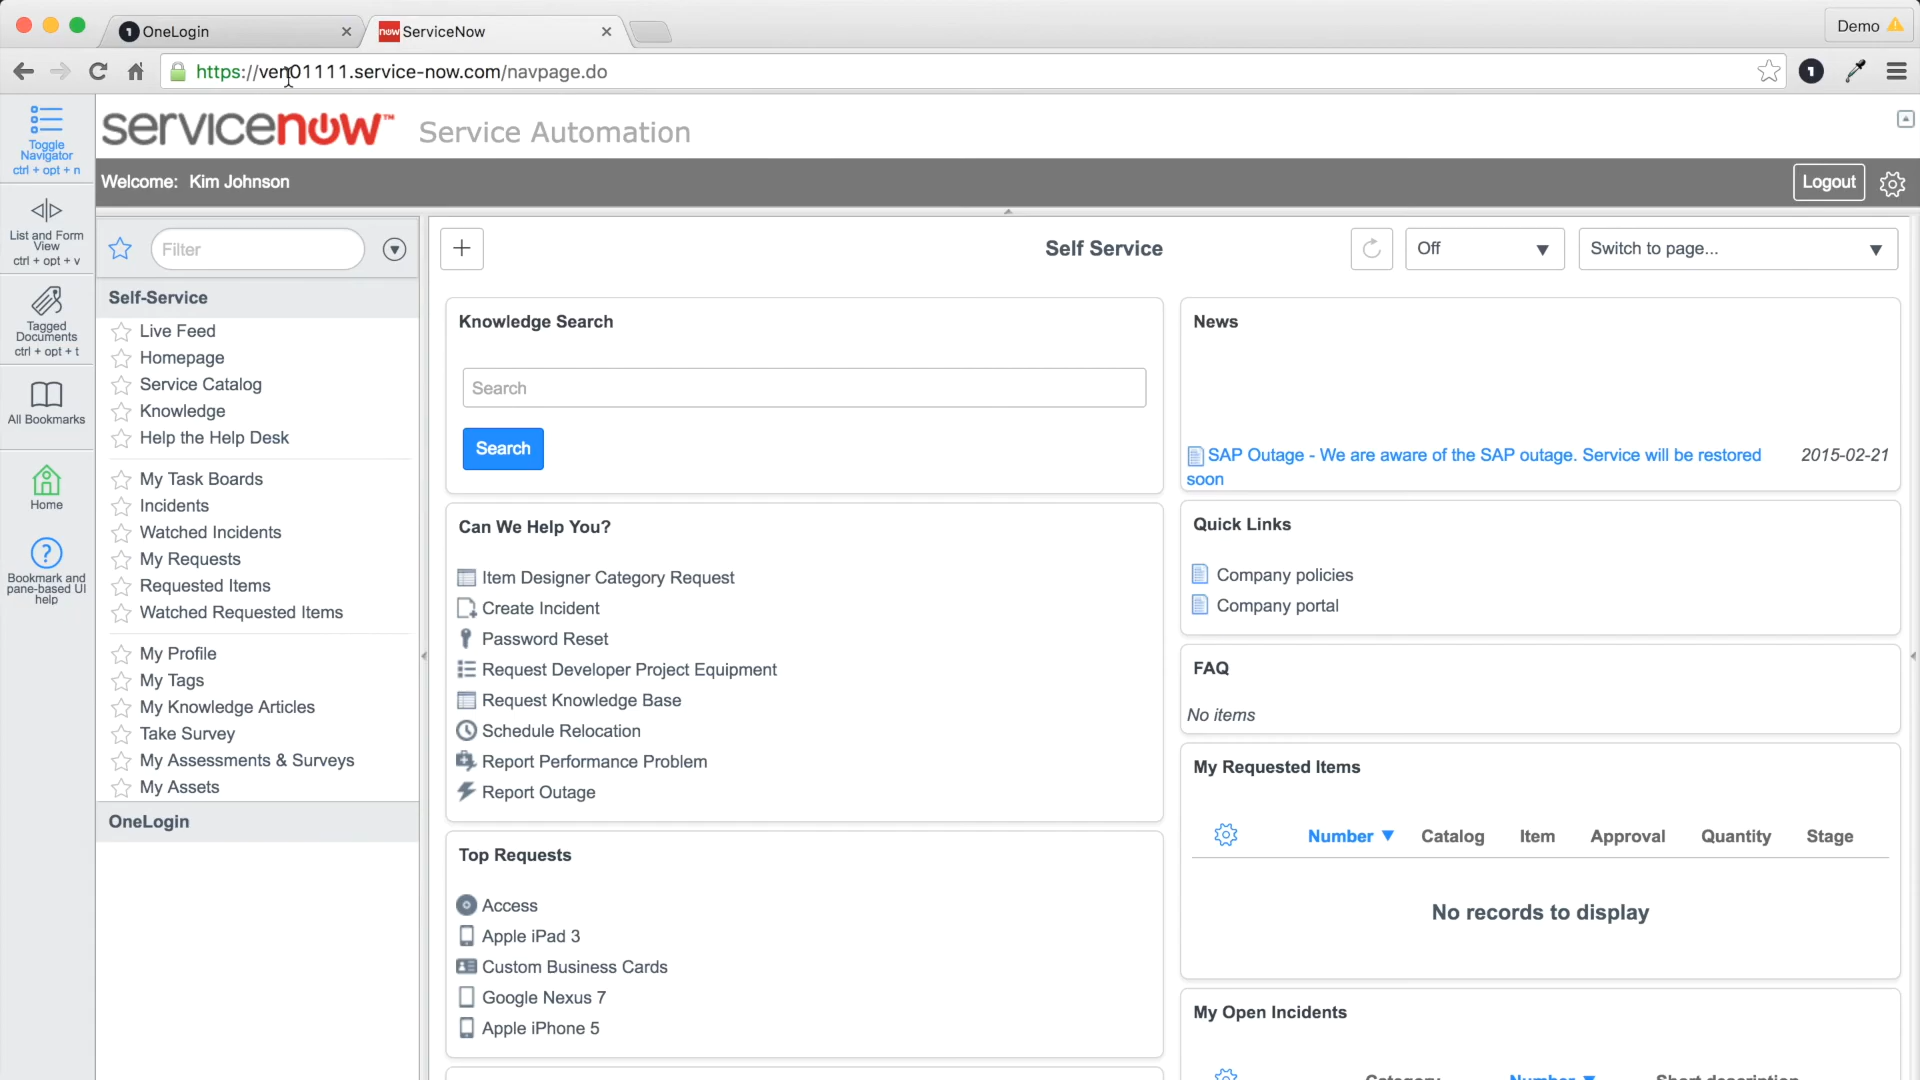 OneLogin
ServiceNow
Demo
https://ven01111.service-now.com/navpage.do
Toggle
Navigator
ctrl + opt + n
servicenow™ Service Automation
Welcome: Kim Johnson
Logout
List and Form
View
ctrl + opt + v
Tagged
Documents
ctrl + opt + t
All Bookmarks
Home
Bookmark and
pane-based UI
help
Filter
Self-Service
Live Feed
Homepage
Service Catalog
Knowledge
Help the Help Desk
My Task Boards
Incidents
Watched Incidents
My Requests
Requested Items
Watched Requested Items
My Profile
My Tags
My Knowledge Articles
Take Survey
My Assessments & Surveys
My Assets
OneLogin
Self Service
Off
Switch to page...
Knowledge Search
Search
Search
Can We Help You?
Item Designer Category Request
Create Incident
Password Reset
Request Developer Project Equipment
Request Knowledge Base
Schedule Relocation
Report Performance Problem
Report Outage
Top Requests
Access
Apple iPad 3
Custom Business Cards
Google Nexus 7
Apple iPhone 5
News
SAP Outage - We are aware of the SAP outage. Service will be restored 2015-02-21
soon
Quick Links
Company policies
Company portal
FAQ
No items
My Requested Items
Number Catalog Item Approval Quantity Stage
No records to display
My Open Incidents
Category Number Short description